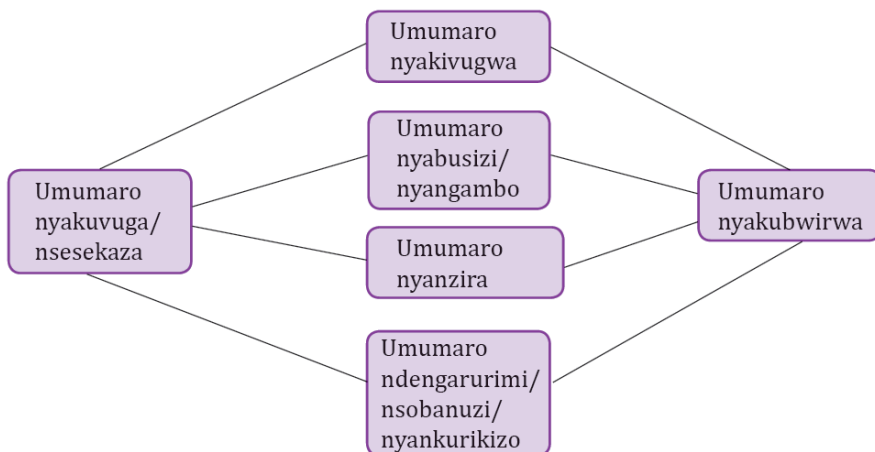 Umumaro
nyakuvuga/
nsesekaza
Umumaro
nyakivugwa
Umumaro
nyabusizi/
nyangambo
Umumaro
nyanzira
Umumaro
ndengarurimi/
nsobanuzi/
nyankurikizo
Umumaro
nyakubwirwa